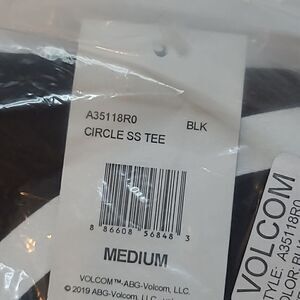 A35118R0 BLK
CIRCLE SS TEE
8 86608 56848 3
MEDIUM
VOLCOM™-ABG-Volcom, LLC.
© 2019 ABG-Volcom, LLC.
VOLCOM
STYLE: A35118R0
COLOR: